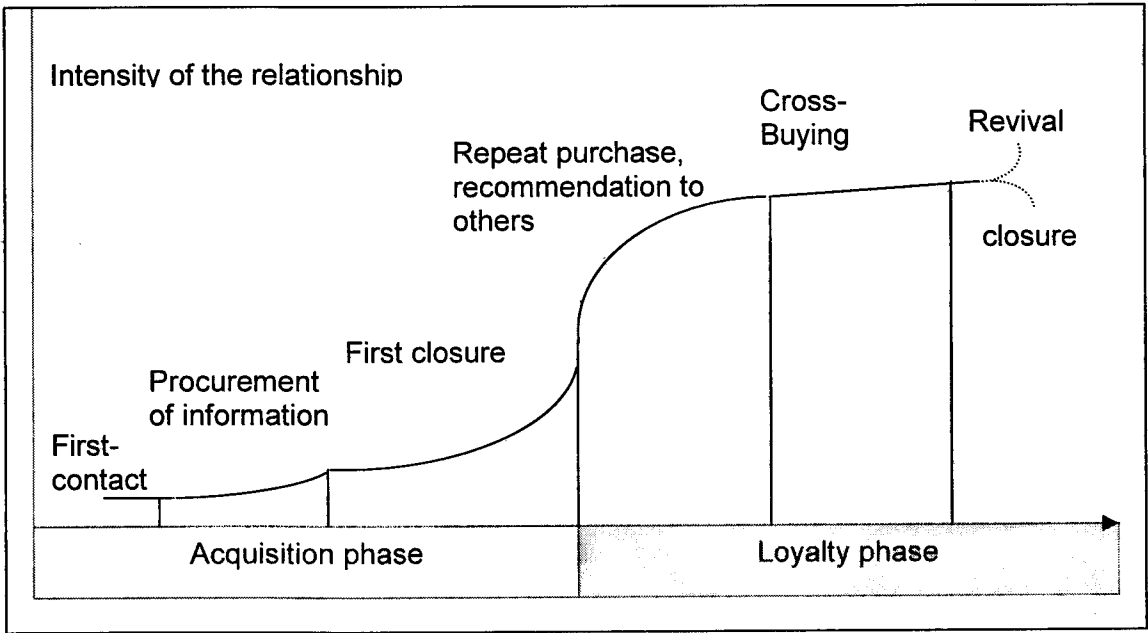 Intensity of the relationship
Cross-
Buying
Revival
Repeat purchase,
recommendation to
others
closure
First closure
Procurement
of information
First-
contact
Acquisition phase
Loyalty phase